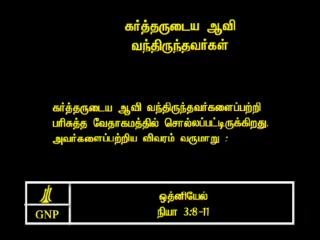 கர்த்தருடைய ஆவி
வந்திருந்தவர்கள்
கர்த்தருடைய ஆவி வந்திருந்தவர்களைப்பற்றி
பரிசுத்த வேதாகமத்தில் சொல்லப்பட்டிருக்கிறது.
அவர்களைப்பற்றிய விவரம் வருமாறு :
ஒத்னியேல்
GNP
நியா 3:8-11